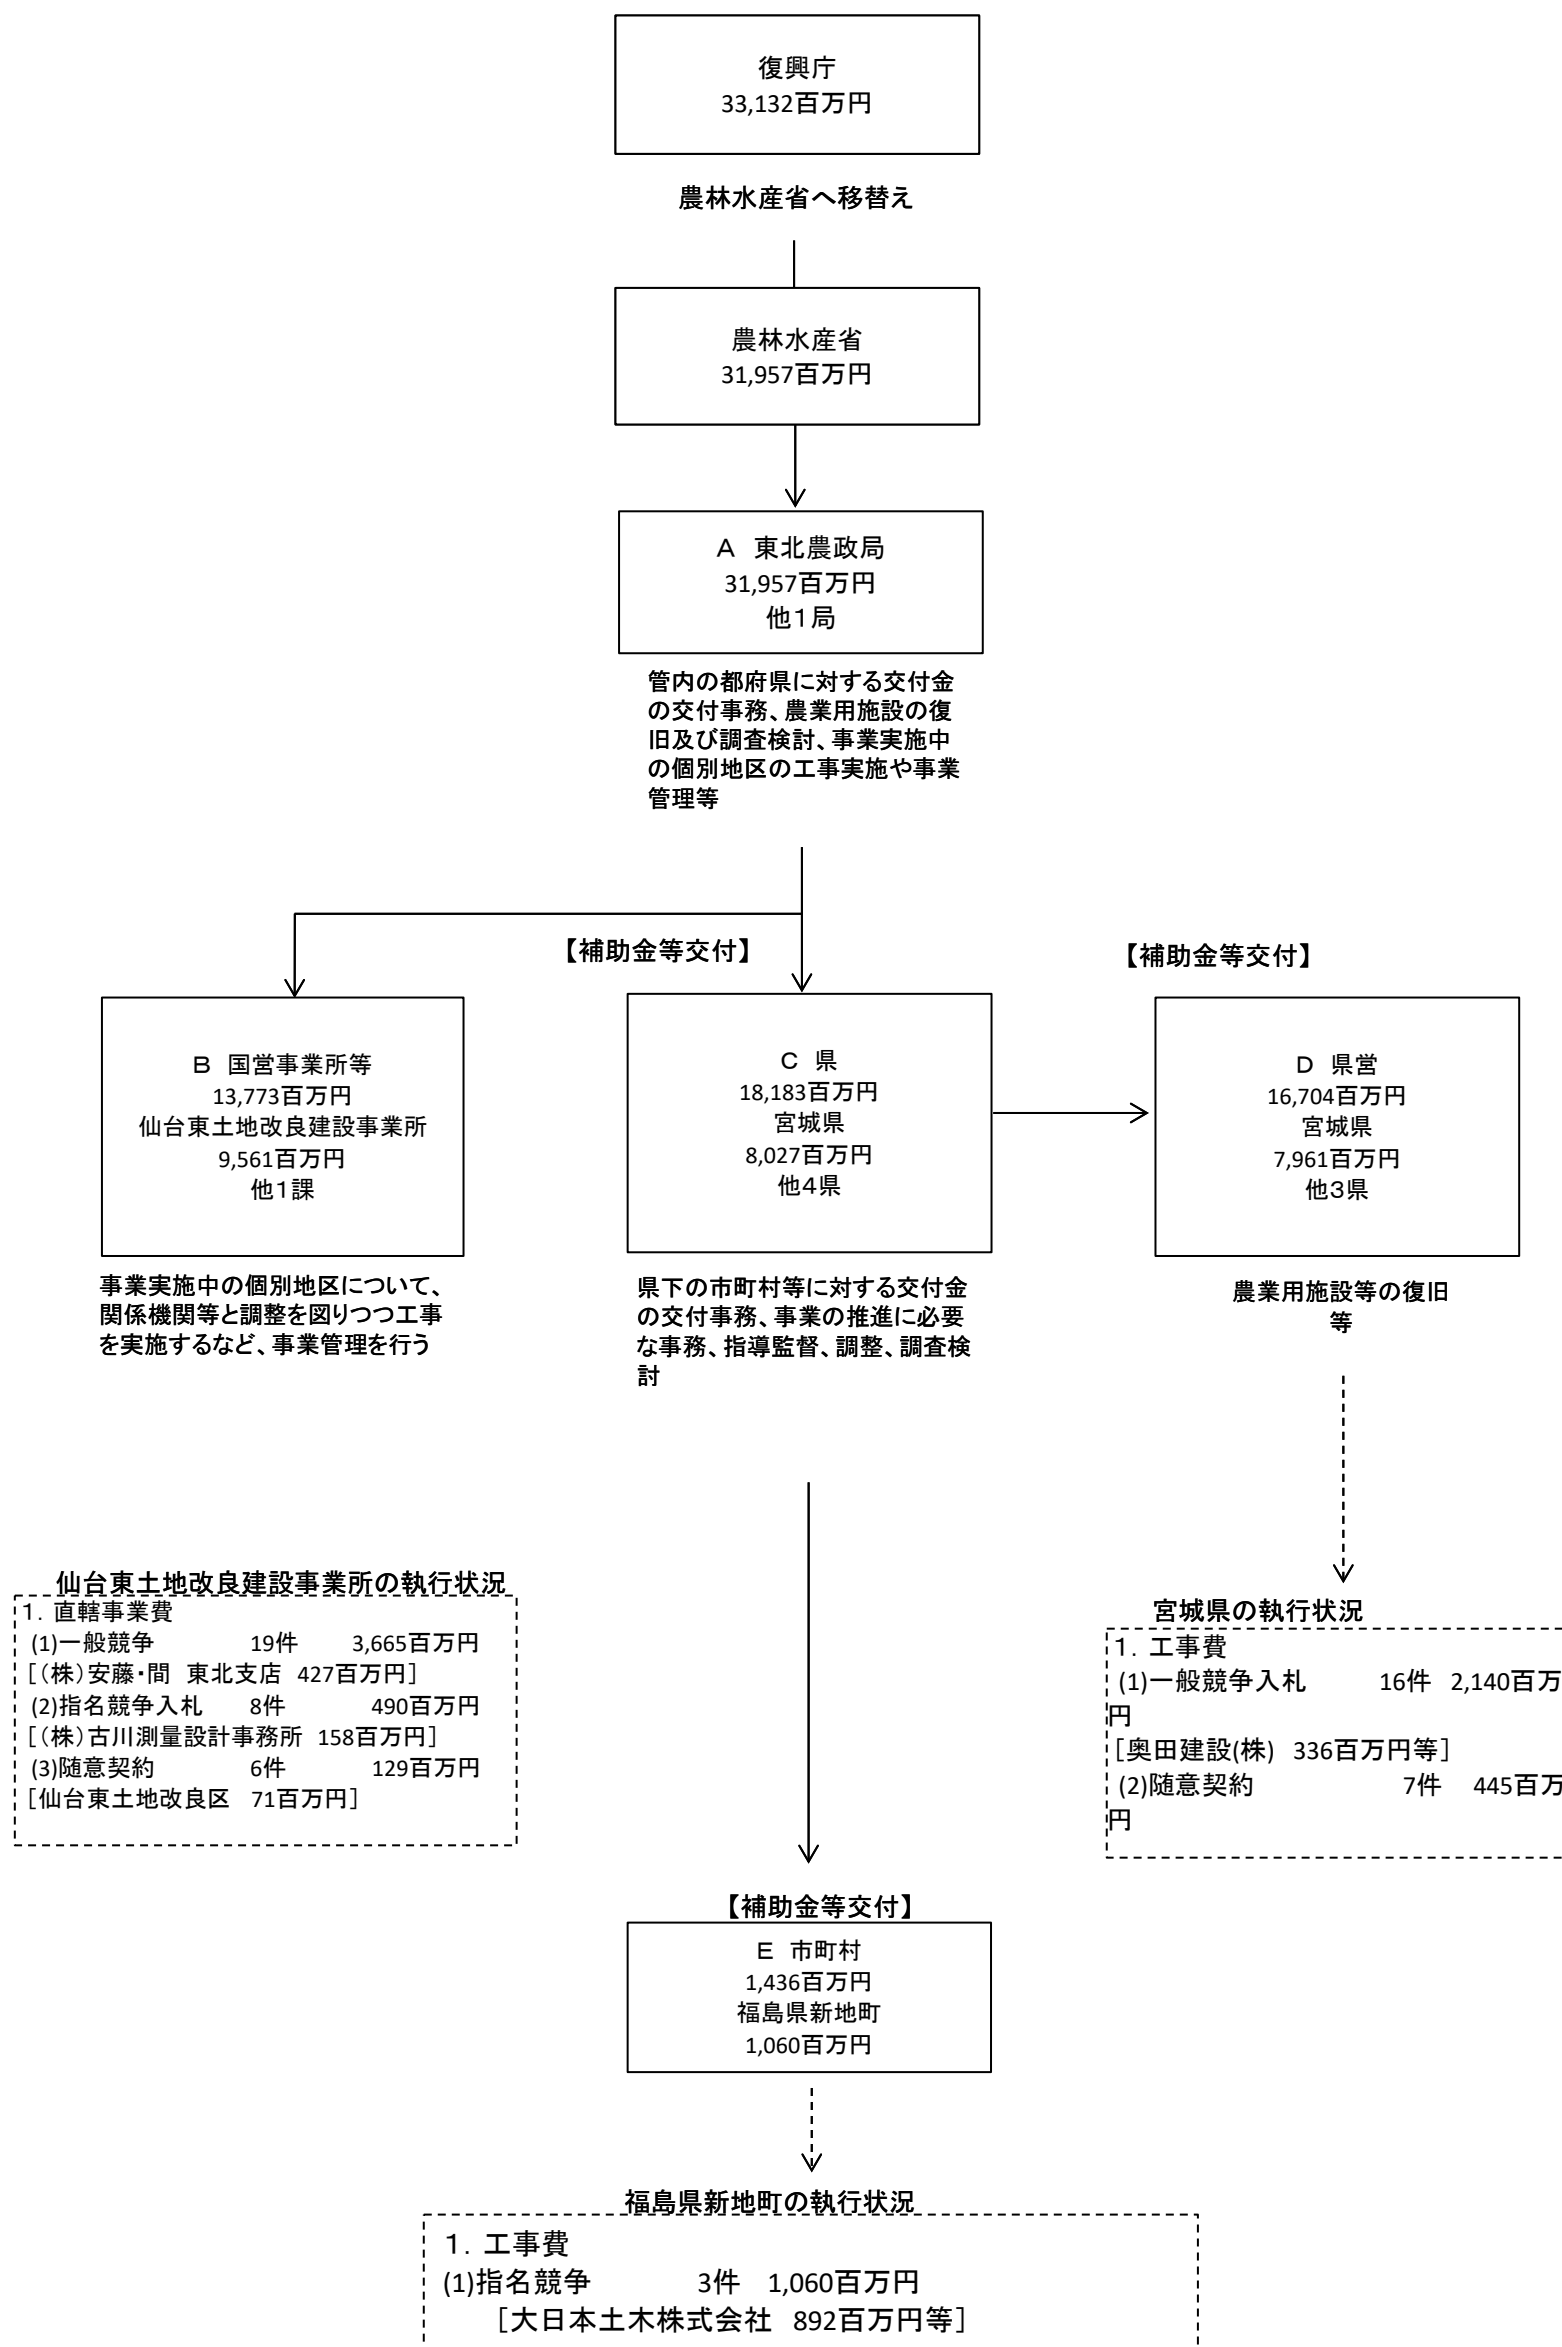 復興庁
33,132百万円
農林水産省へ移替え
農林水産省
31,957百万円
A 東北農政局
31,957百万円
他1局
管内の都府県に対する交付金
の交付事務、農業用施設の復
旧及び調査検討、事業実施中
の個別地区の工事実施や事業
管理等
【補助金等交付】
【補助金等交付】
B 国営事業所等
13,773百万円
仙台東土地改良建設事業所
9,561百万円
他1課
C 県
18,183百万円
宮城県
8,027百万円
他4県
D 県営
16,704百万円
宮城県
7,961百万円
他3県
事業実施中の個別地区について、
関係機関等と調整を図りつつ工事
を実施するなど、事業管理を行う
県下の市町村等に対する交付金
の交付事務、事業の推進に必要
な事務、指導監督、調整、調査検
討
農業用施設等の復旧
等
仙台東土地改良建設事業所の執行状況
1. 直轄事業費
(1)一般競争 19件 3,665百万円
[(株)安藤・間 東北支店 427百万円]
(2)指名競争入札 8件 490百万円
[(株)古川測量設計事務所 158百万円]
(3)随意契約 6件 129百万円
[仙台東土地改良区 71百万円]
宮城県の執行状況
1. 工事費
(1)一般競争入札 16件 2,140百万
円
[奥田建設(株) 336百万円等]
(2)随意契約 7件 445百万
円
【補助金等交付】
E 市町村
1,436百万円
福島県新地町
1,060百万円
福島県新地町の執行状況
1. 工事費
(1)指名競争 3件 1,060百万円
[大日本土木株式会社 892百万円等]